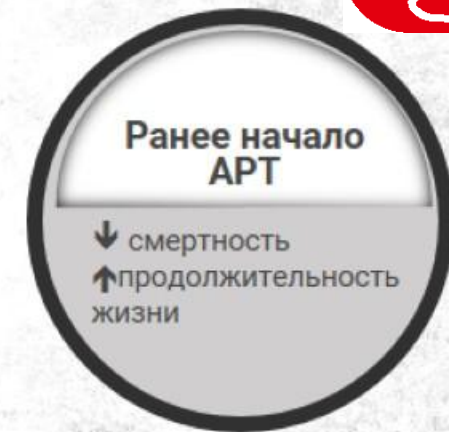 Ранее начало
АРТ
↓ смертность
↑продолжительность
жизни